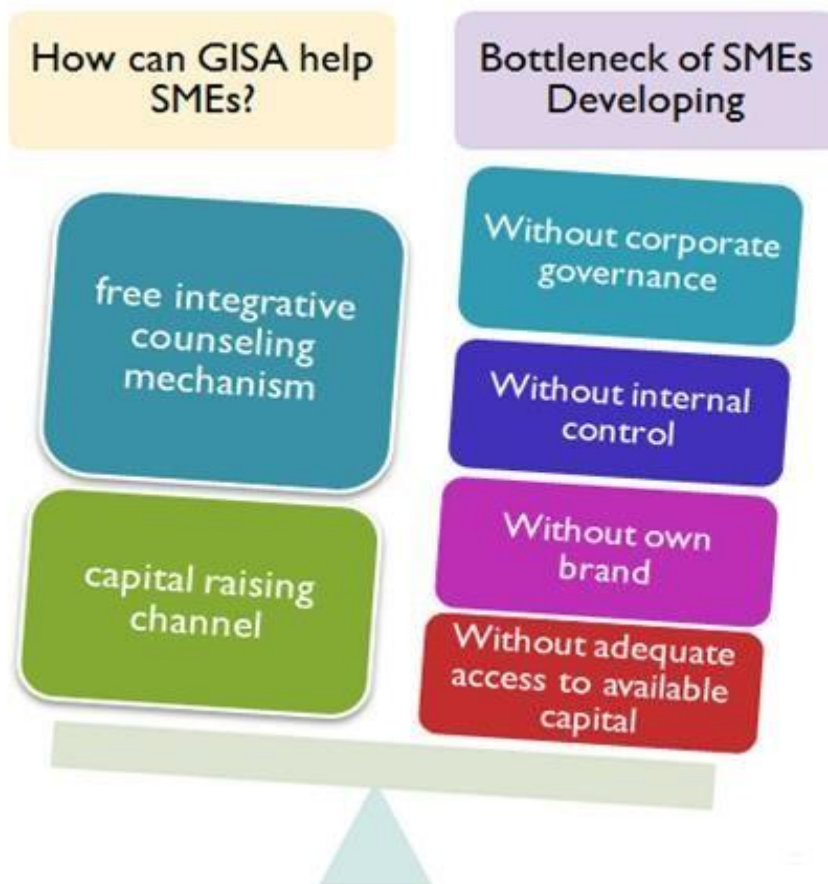 How can GISA help
SMEs?
free integrative
counseling
mechanism
capital raising
channel
Bottleneck of SMEs
Developing
Without corporate
governance
Without internal
control
Without own
brand
Without adequate
access to available
capital